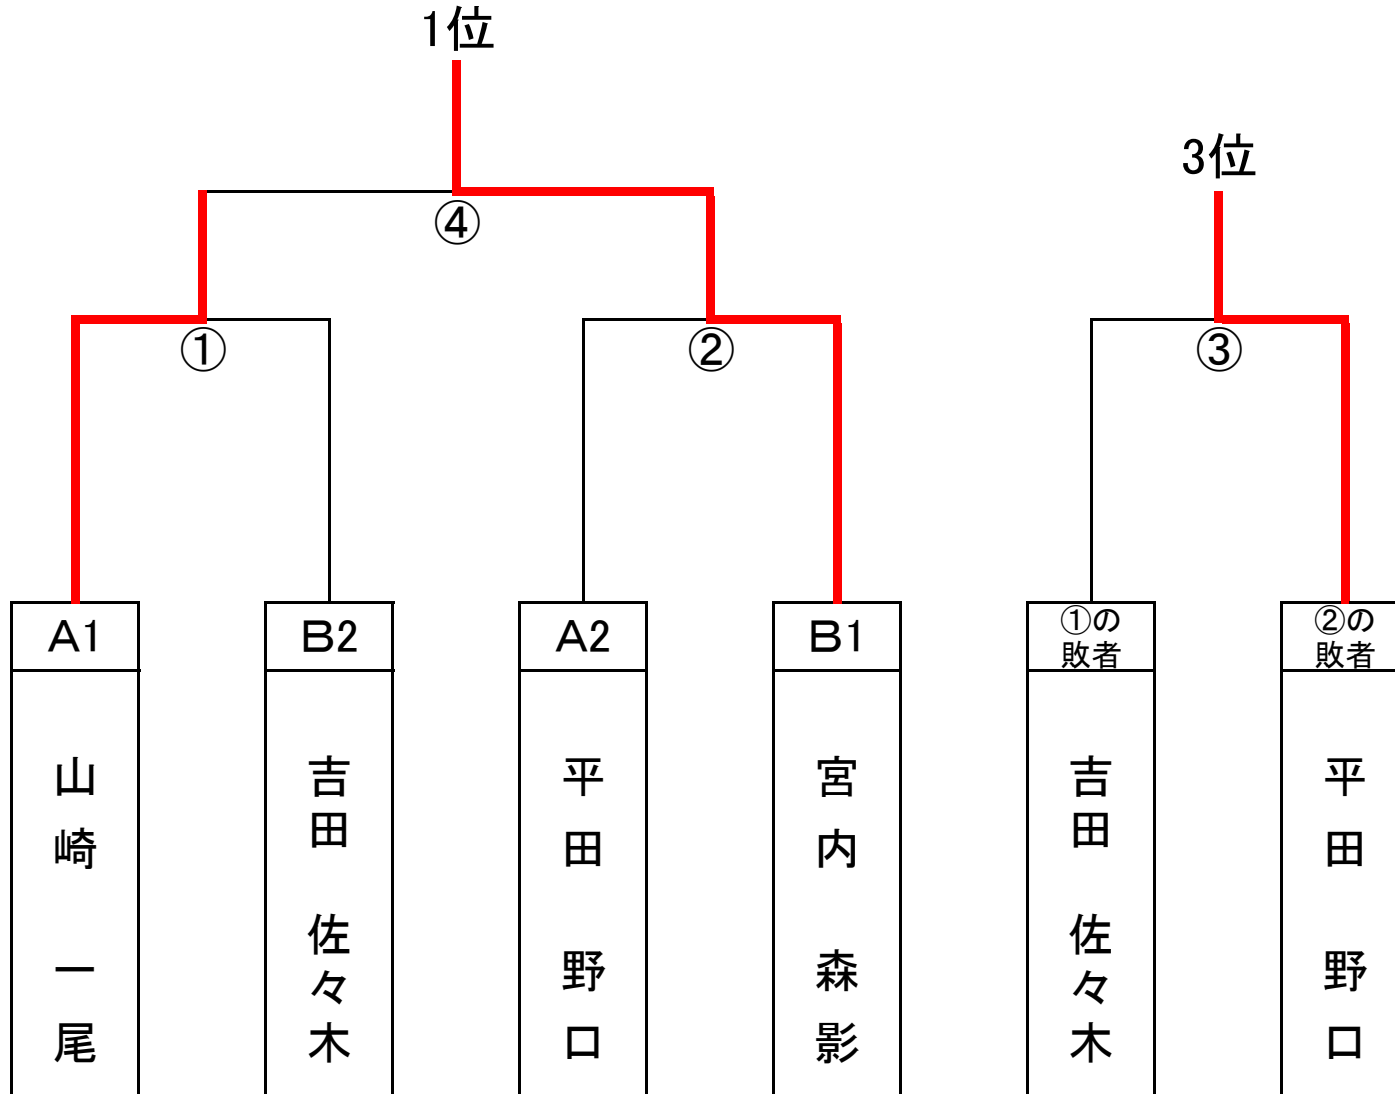 1位
3位
④
①
②
③
A1
B2
A2
B1
①の
敗者
②の
敗者
山崎 一尾
吉田 佐々木
平田 野口
宮内 森影
吉田 佐々木
平田 野口